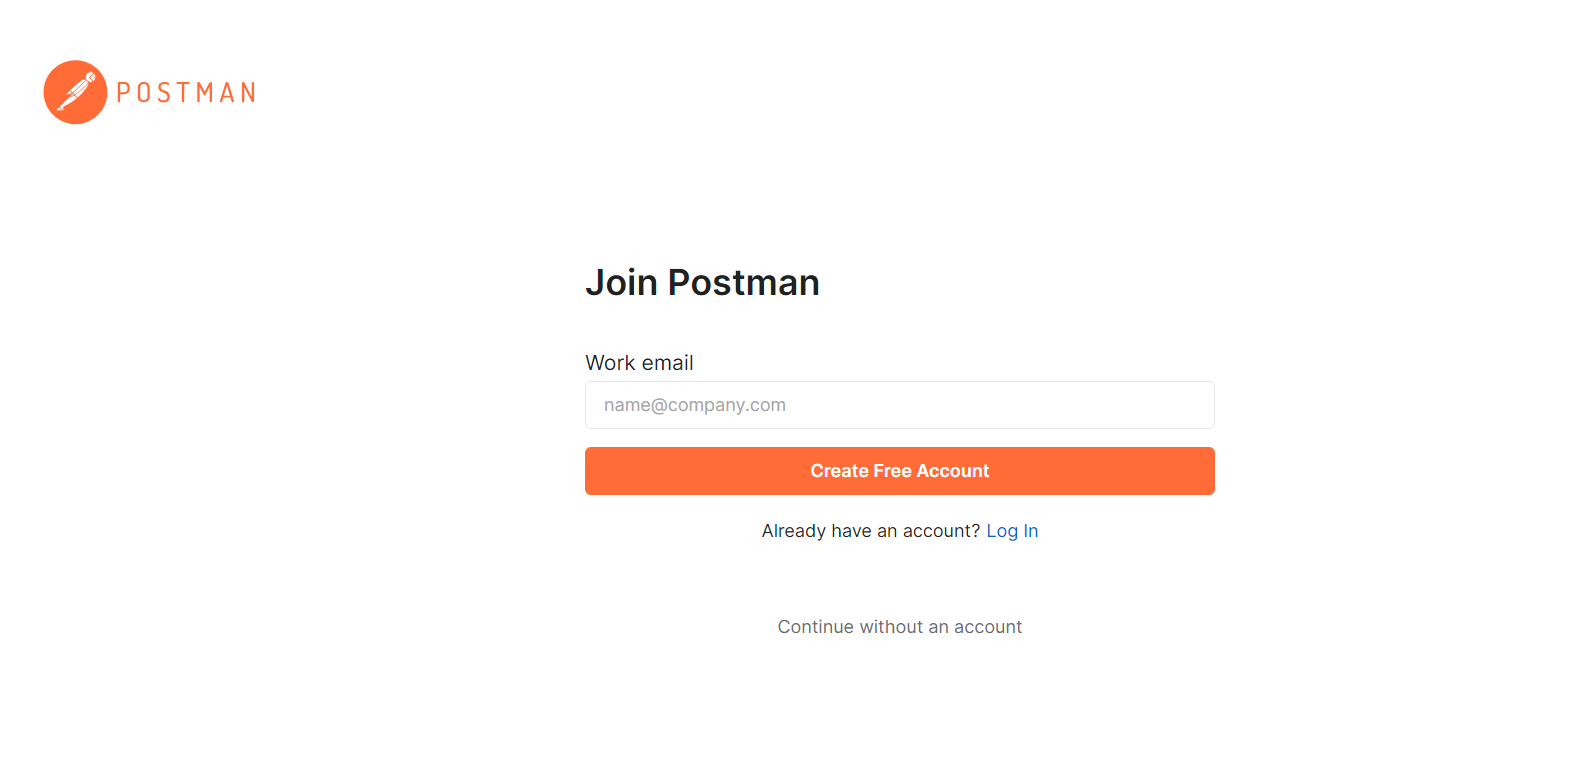 POSTMAN
Join Postman
Work email
name@company.com
Create Free Account
Already have an account? Log In
Continue without an account